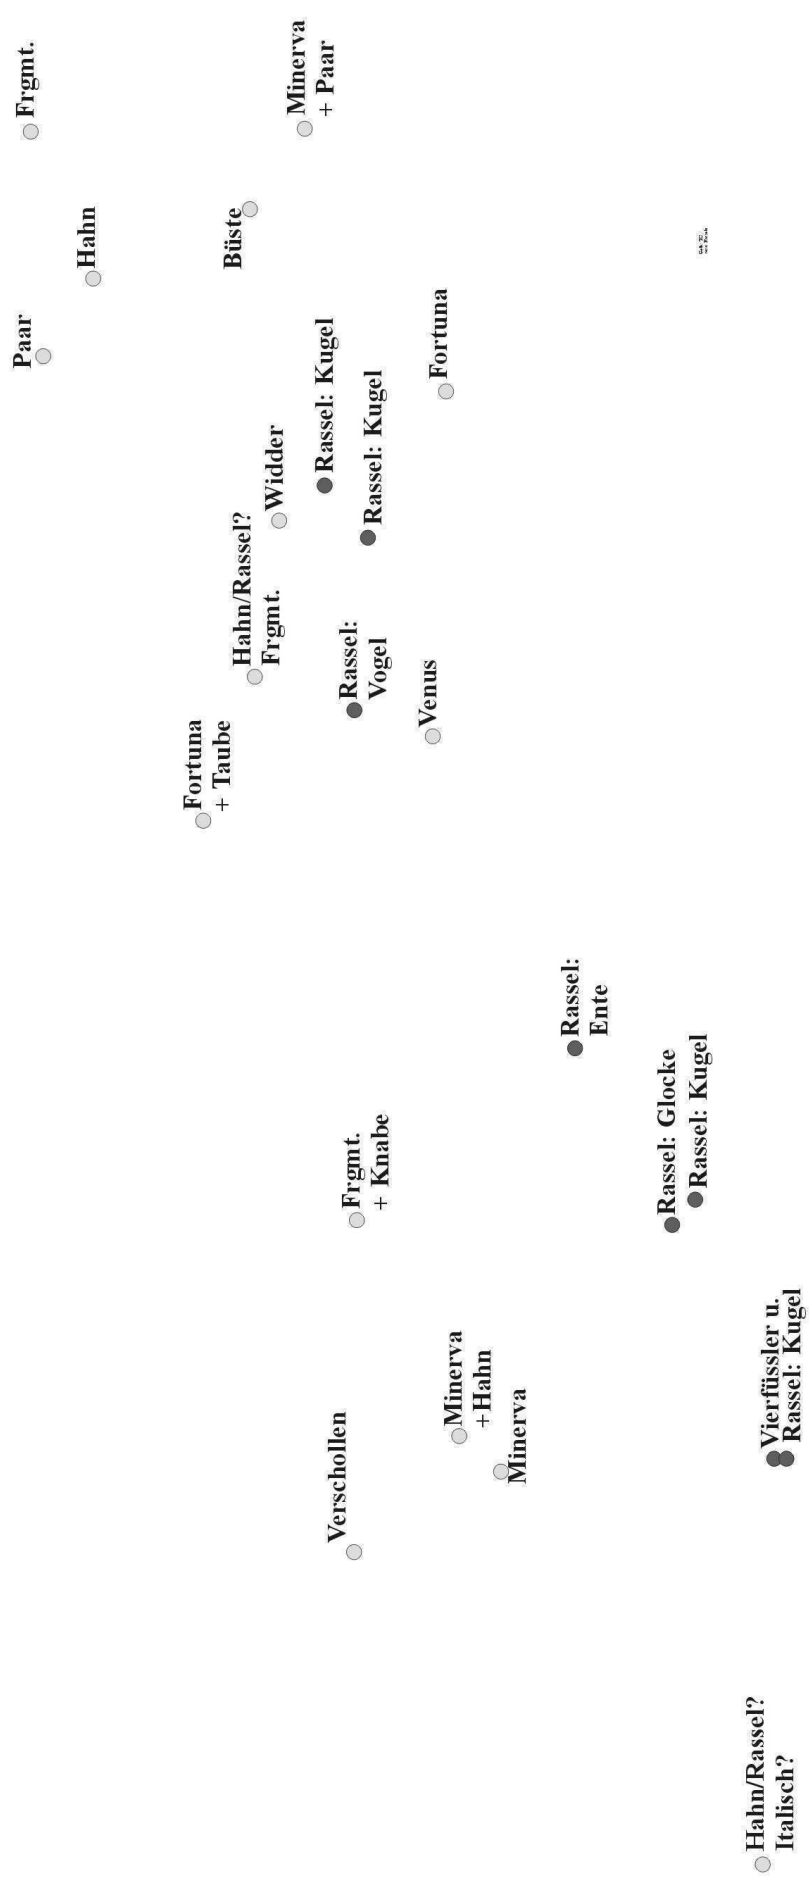 Paar
Frgmt.
Hahn
Fortuna
+ Taube
Büste
Hahn/Rassel?
Frgmt.
Widder
Minerva
+ Paar
Rassel: Kugel
Verschollen
Rassel:
Vogel
Frgmt.
+ Knabe
Rassel: Kugel
Venus
Fortuna
Minerva
+Hahn
Minerva
Rassel:
Ente
Rassel: Glocke
Rassel: Kugel
Hahn/Rassel?
Italisch?
Vierfüssler u.
Rassel: Kugel